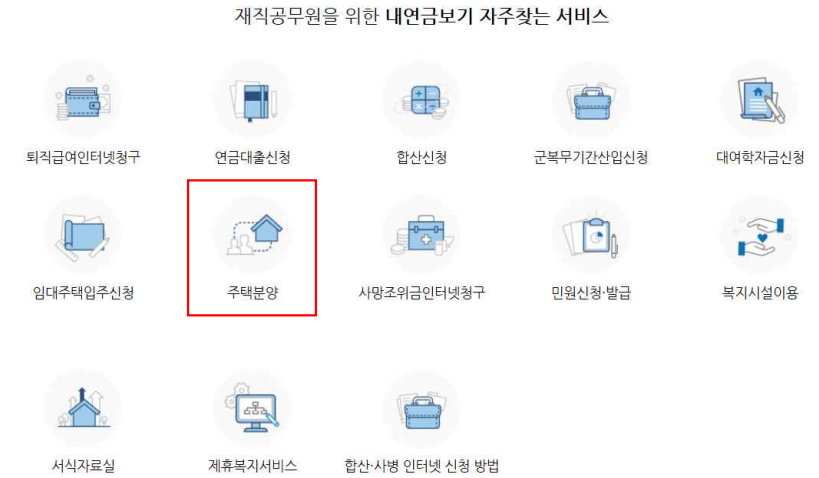 재직공무원을 위한 내연금보기 자주찾는 서비스
퇴직급여인터넷청구
연금대출신청
합산신청
군복무기간산입신청
대여학자금신청
임대주택입주신청
주택분양
사망조위금인터넷청구
민원신청·발급
복지시설이용
서식자료실
제휴복지서비스
합산·사병 인터넷 신청 방법